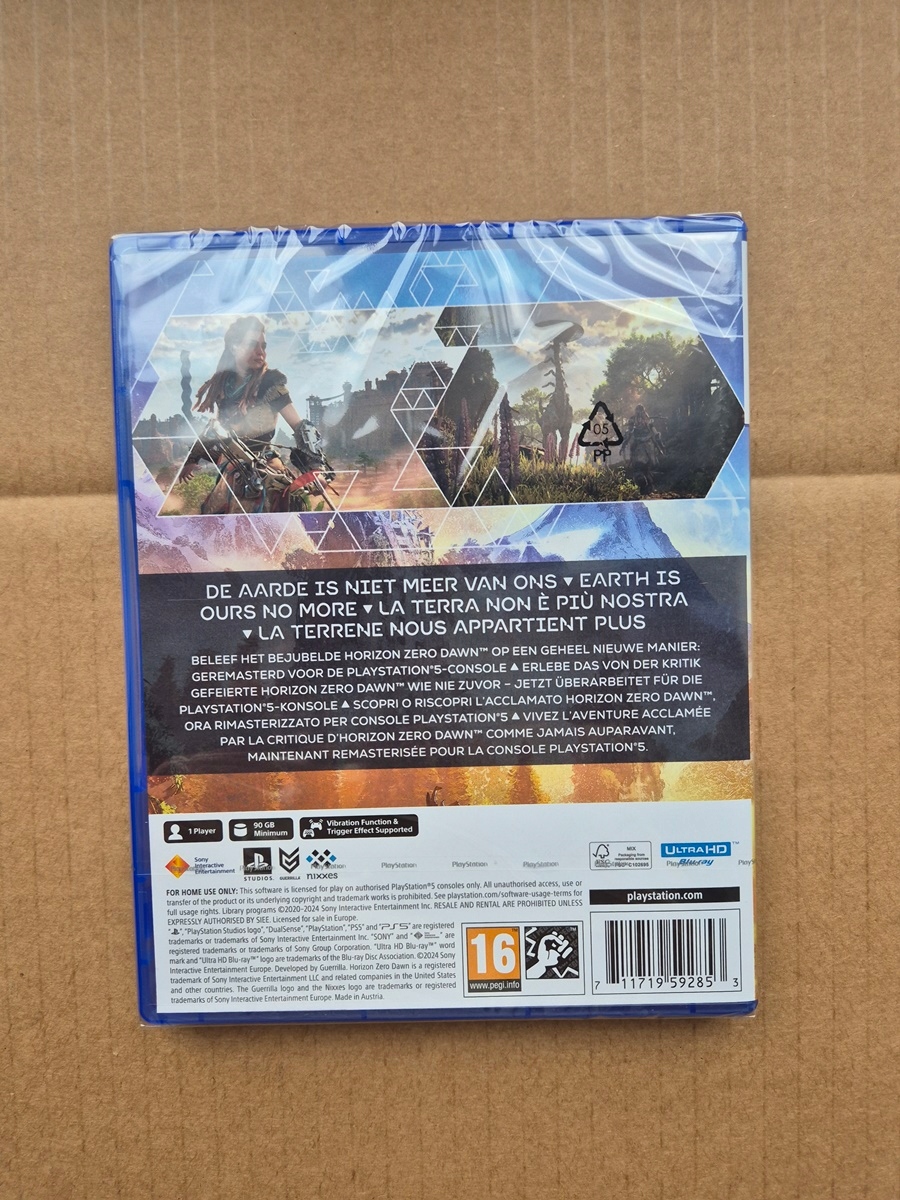 05
PP
DE AARDE IS NIET MEER VAN ONS ▼ EARTH IS
OURS NO MORE ▼ LA TERRA NON È PIÙ NOSTRA
▼ LA TERRENE NOUS APPARTIENT PLUS
BELEEF HET BEJUBELDE HORIZON ZERO DAWN™ OP EEN GEHEEL NIEUWE MANIER:
GEREMASTERD VOOR DE PLAYSTATION®5-CONSOLE ▲ ERLEBE DAS VON DER KRITIK
GEFEIERTE HORIZON ZERO DAWN™ WIE NIE ZUVOR – JETZT ÜBERARBEITET FÜR DIE
PLAYSTATION®5-KONSOLE ▲ SCOPRI O RISCOPRI L'ACCLAMATO HORIZON ZERO DAWN™,
ORA RIMASTERIZZATO PER CONSOLE PLAYSTATION®5 ▲ VIVEZ L'AVENTURE ACCLAMÉE
PAR LA CRITIQUE D'HORIZON ZERO DAWN™ COMME JAMAIS AUPARAVANT,
MAINTENANT REMASTERISÉE POUR LA CONSOLE PLAYSTATION®5.
1 Player
90 GB
Minimum
Vibration Function &
Trigger Effect Supported
Sony
Interactive
Entertainment
STUDIOS
GUERRILLA
nixxes
PlayStation PlayStation PlayStation
FSC
MIX
Packaging from
responsible sources
FSC® C102685
ULTRA HD™
Blu-ray
FOR HOME USE ONLY: This software is licensed for play on authorised PlayStation®5 consoles only. All unauthorised access, use or
transfer of the product or its underlying copyright and trademark works is prohibited. See playstation.com/software-usage-terms for
full usage rights. Library programs ©2020-2024 Sony Interactive Entertainment Inc. RESALE AND RENTAL ARE PROHIBITED UNLESS
EXPRESSLY AUTHORISED BY SIEE. Licensed for sale in Europe.
", "PlayStation Studios logo", "DualSense", "PlayStation", "PS5" and "PS5" are registered
trademarks or trademarks of Sony Interactive Entertainment Inc. "SONY" and " " are
registered trademarks or trademarks of Sony Group Corporation. "Ultra HD Blu-ray™" word
mark and "Ultra HD Blu-ray™" logo are trademarks of the Blu-ray Disc Association. ©2024 Sony
Interactive Entertainment Europe. Developed by Guerrilla. Horizon Zero Dawn is a registered
trademark of Sony Interactive Entertainment LLC and related companies in the United States
and other countries. The Guerrilla logo and the Nixxes logo are trademarks or registered
trademarks of Sony Interactive Entertainment Europe. Made in Austria.
playstation.com
16
www.pegi.info
7 11719 59285 3